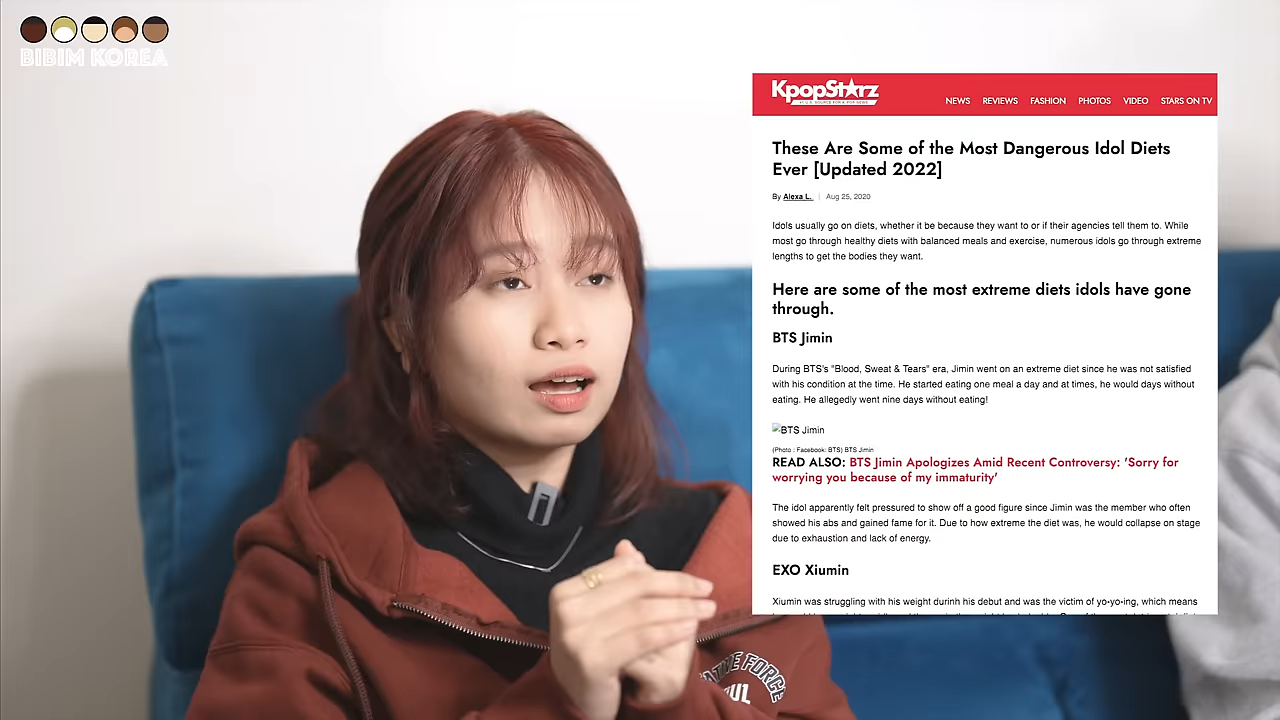 BIBIM KOREA
KpopStarz
#1 U.S. SOURCE FOR K-POP NEWS
NEWS REVIEWS FASHION PHOTOS VIDEO STARS ON TV
These Are Some of the Most Dangerous Idol Diets
Ever [Updated 2022]
By Alexa L. | Aug 25, 2020
Idols usually go on diets, whether it be because they want to or if their agencies tell them to. While
most go through healthy diets with balanced meals and exercise, numerous idols go through extreme
lengths to get the bodies they want.
Here are some of the most extreme diets idols have gone
through.
BTS Jimin
During BTS's "Blood, Sweat & Tears" era, Jimin went on an extreme diet since he was not satisfied
with his condition at the time. He started eating one meal a day and at times, he would days without
eating. He allegedly went nine days without eating!
BTS Jimin
(Photo : Facebook: BTS) BTS Jimin
READ ALSO: BTS Jimin Apologizes Amid Recent Controversy: 'Sorry for
worrying you because of my immaturity'
The idol apparently felt pressured to show off a good figure since Jimin was the member who often
showed his abs and gained fame for it. Due to how extreme the diet was, he would collapse on stage
due to exhaustion and lack of energy.
EXO Xiumin
Xiumin was struggling with his weight durinh his debut and was the victim of yo-yo-ing, which means
FORCE